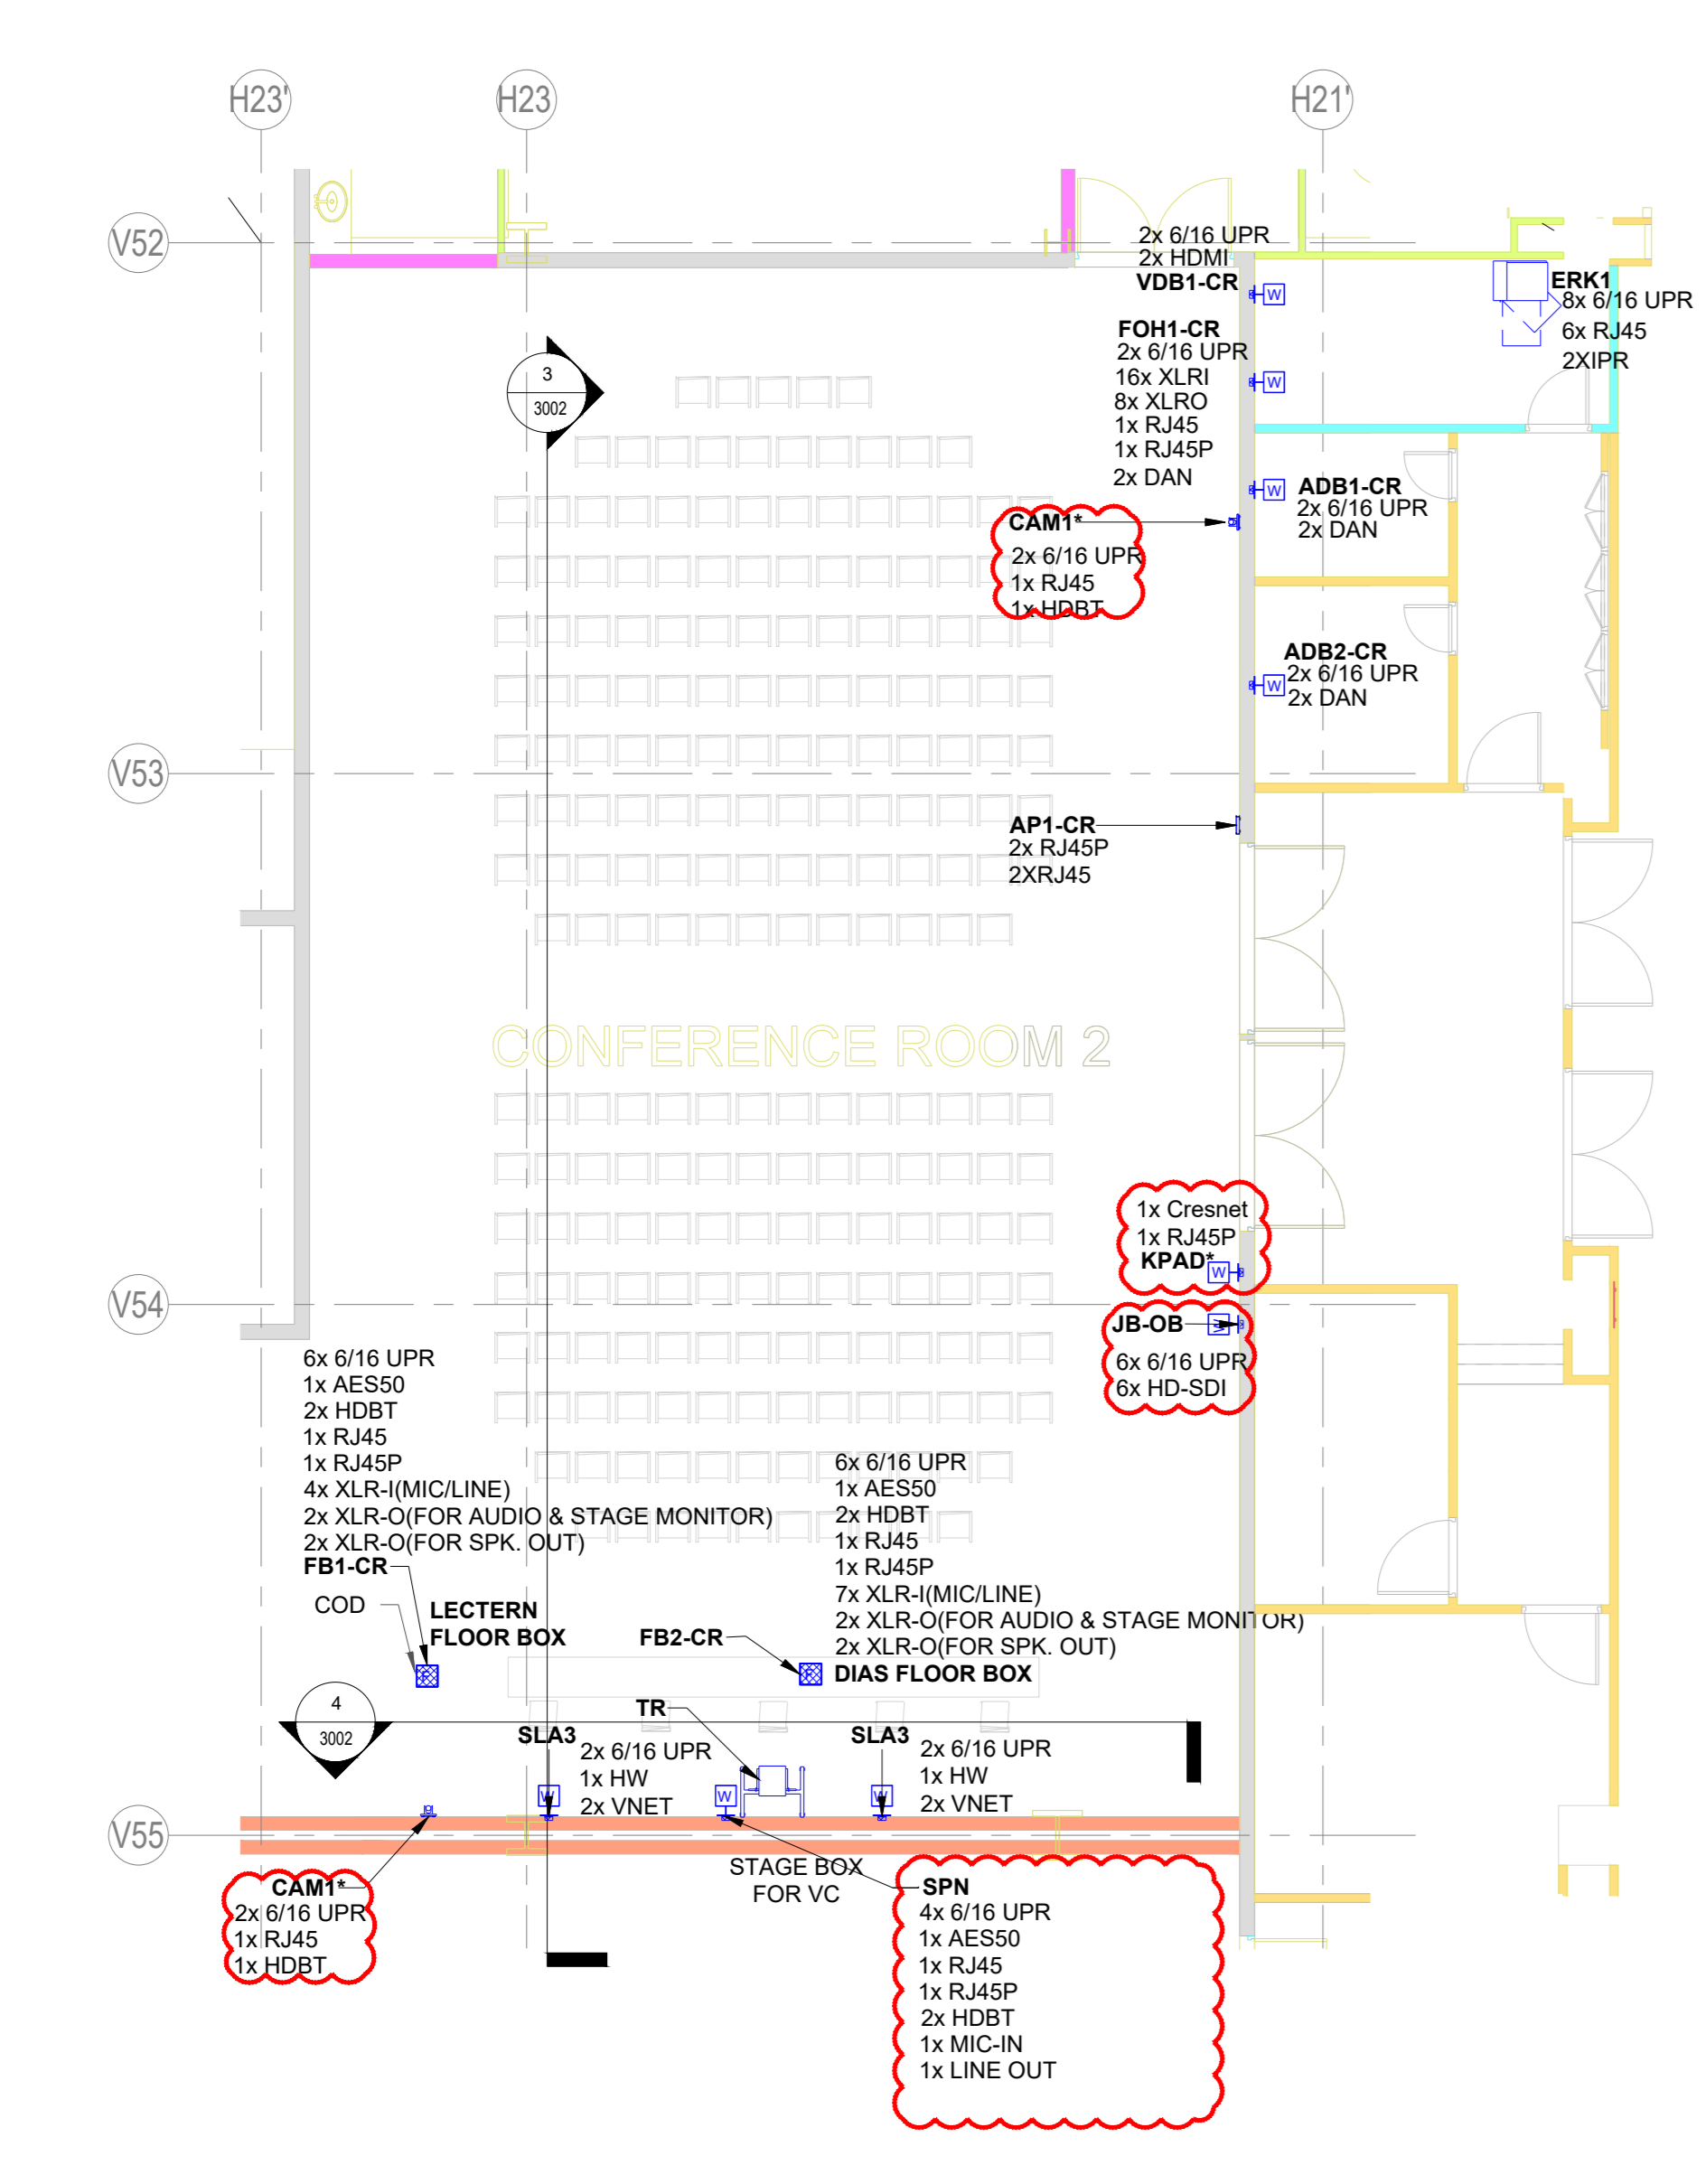 H23'
H23
H21'
V52
2x 6/16 UPR
2x HDMI
VDB1-CR
W
ERK1
8x 6/16 UPR
6x RJ45
2XIPR
FOH1-CR
2x 6/16 UPR
16x XLRI
8x XLRO
1x RJ45
1x RJ45P
2x DAN
W
3
3002
W
ADB1-CR
2x 6/16 UPR
2x DAN
CAM1*
2x 6/16 UPR
1x RJ45
1x HDBT
ADB2-CR
2x 6/16 UPR
2x DAN
W
V53
AP1-CR
2x RJ45P
2XRJ45
CONFERENCE ROOM 2
1x Cresnet
1x RJ45P
KPAD*
W
V54
JB-OB
W
6x 6/16 UPR
6x HD-SDI
6x 6/16 UPR
1x AES50
2x HDBT
1x RJ45
1x RJ45P
4x XLR-I(MIC/LINE)
2x XLR-O(FOR AUDIO & STAGE MONITOR)
2x XLR-O(FOR SPK. OUT)
FB1-CR
COD
LECTERN
FLOOR BOX
F
6x 6/16 UPR
1x AES50
2x HDBT
1x RJ45
1x RJ45P
7x XLR-I(MIC/LINE)
2x XLR-O(FOR AUDIO & STAGE MONITOR)
2x XLR-O(FOR SPK. OUT)
FB2-CR
F
DIAS FLOOR BOX
4
3002
TR
SLA3
2x 6/16 UPR
1x HW
2x VNET
W
W
SLA3
2x 6/16 UPR
1x HW
2x VNET
W
V55
CAM1*
2x 6/16 UPR
1x RJ45
1x HDBT
STAGE BOX
FOR VC
SPN
4x 6/16 UPR
1x AES50
1x RJ45
1x RJ45P
2x HDBT
1x MIC-IN
1x LINE OUT